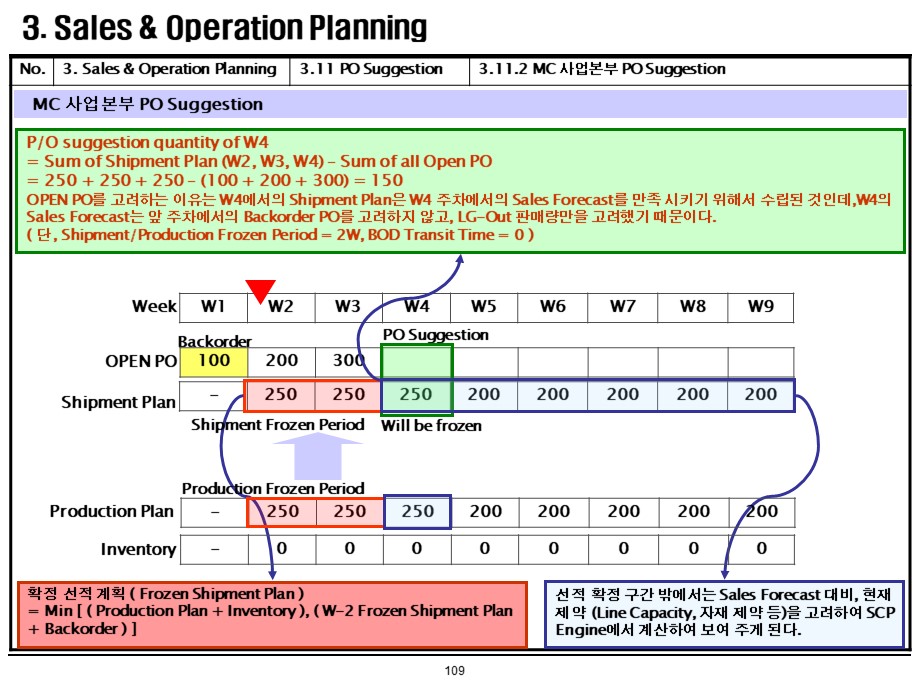 3. Sales & Operation Planning
No. 3. Sales & Operation Planning 3.11 PO Suggestion 3.11.2 MC 사업본부 PO Suggestion
MC 사업본부 PO Suggestion
P/O suggestion quantity of W4
= Sum of Shipment Plan (W2, W3, W4) – Sum of all Open PO
= 250 + 250 + 250 – (100 + 200 + 300) = 150
OPEN PO를 고려하는 이유는 W4에서의 Shipment Plan은 W4 주차에서의 Sales Forecast를 만족 시키기 위해서 수립된 것인데,W4의
Sales Forecast는 앞 주차에서의 Backorder PO를 고려하지 않고, LG-Out 판매량만을 고려했기 때문이다.
( 단, Shipment/Production Frozen Period = 2W, BOD Transit Time = 0 )
Week W1 W2 W3 W4 W5 W6 W7 W8 W9
Backorder PO Suggestion
OPEN PO 100 200 300
Shipment Plan – 250 250 250 200 200 200 200 200
Shipment Frozen Period Will be frozen
Production Frozen Period
Production Plan – 250 250 250 200 200 200 200 200
Inventory – 0 0 0 0 0 0 0 0
확정 선적 계획 ( Frozen Shipment Plan )
= Min [ ( Production Plan + Inventory ), ( W-2 Frozen Shipment Plan
+ Backorder ) ]
선적 확정 구간 밖에서는 Sales Forecast 대비, 현재
제약 (Line Capacity, 자재 제약 등)을 고려하여 SCP
Engine에서 계산하여 보여 주게 된다.
109